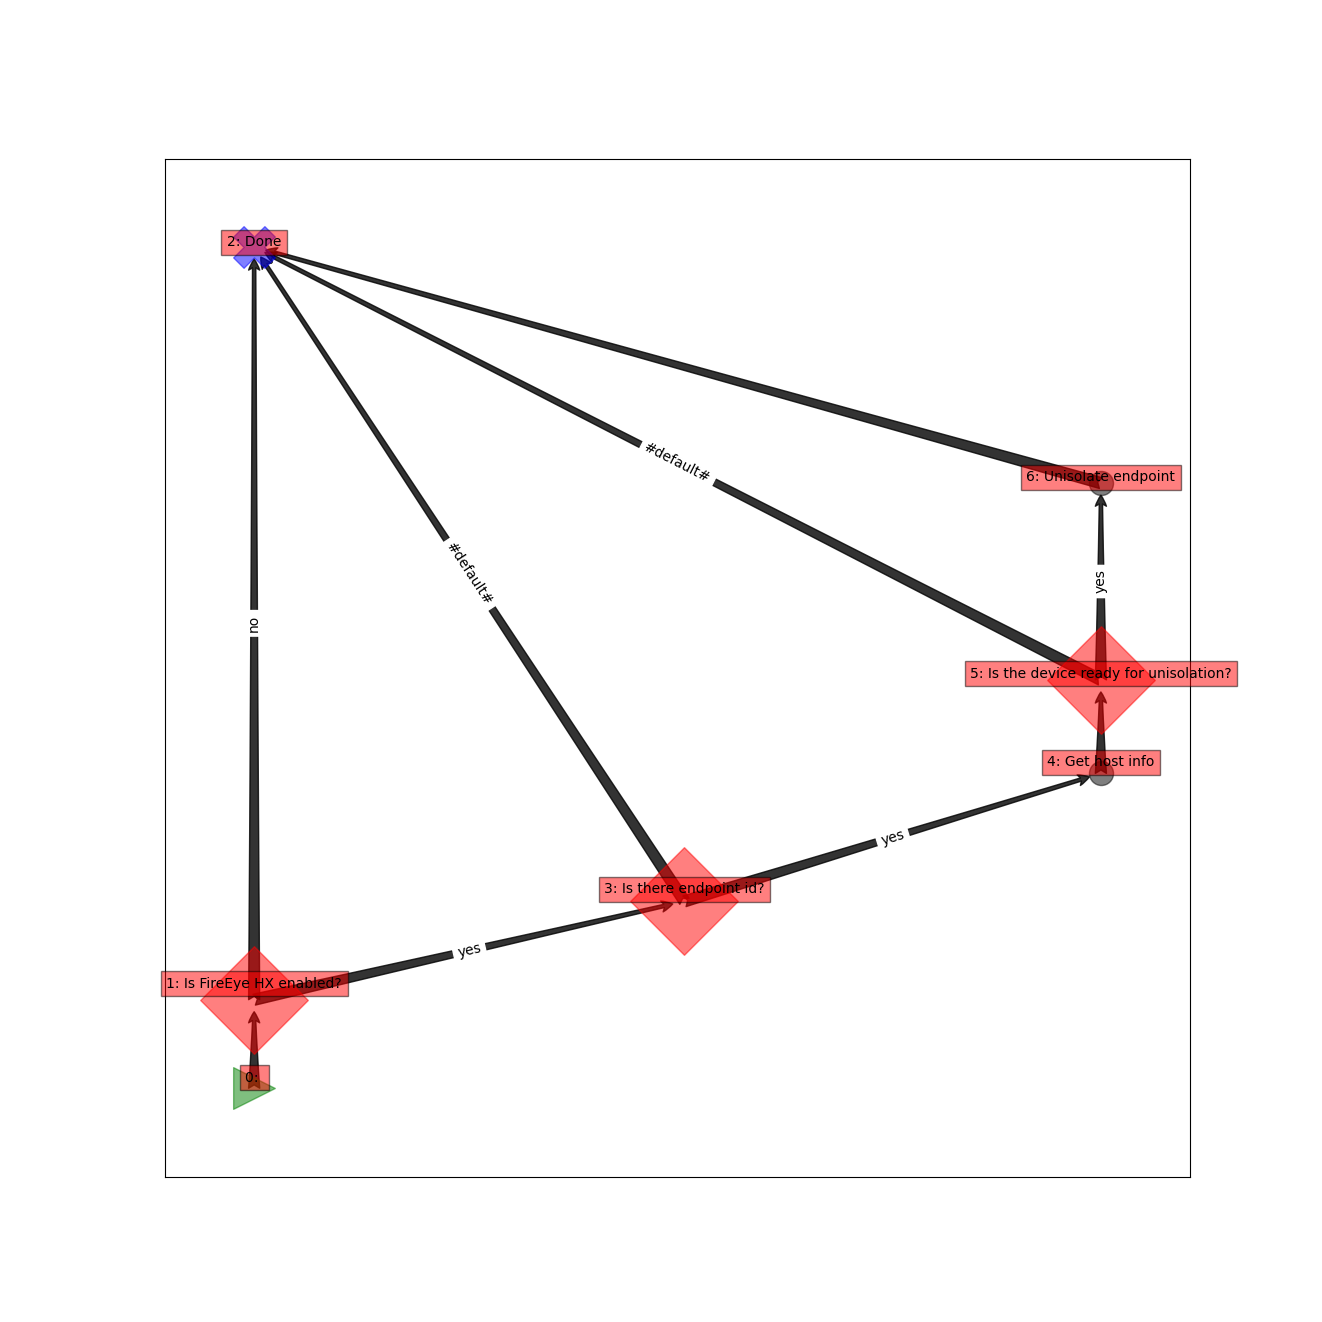 2: Done
#default#
6: Unisolate endpoint
#default#
yes
no
5: Is the device ready for unisolation?
4: Get host info
yes
3: Is there endpoint id?
yes
1: Is FireEye HX enabled?
0: